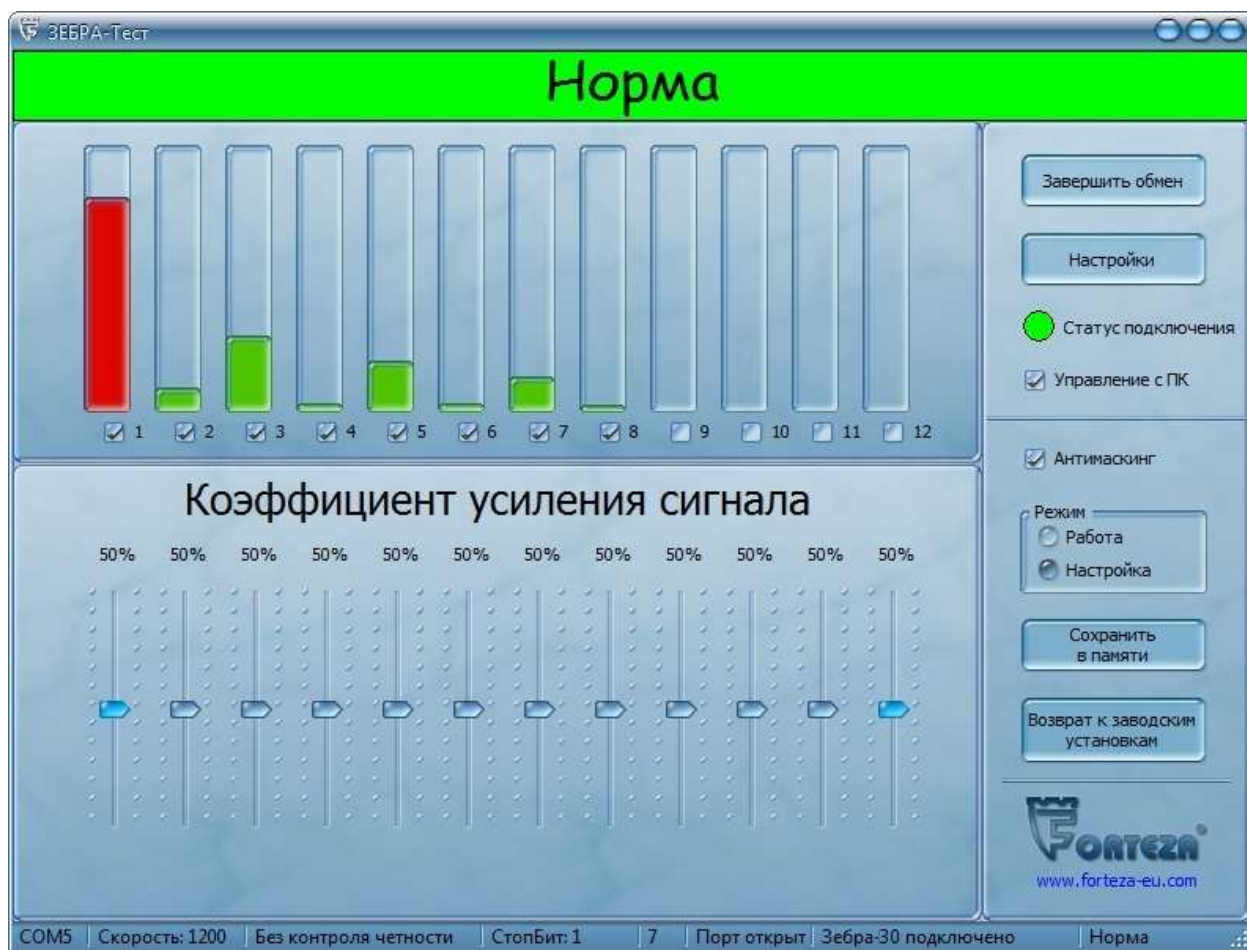 ЗЕБРА-Тест
Норма
1 2 3 4 5 6 7 8 9 10 11 12
Коэффициент усиления сигнала
50% 50% 50% 50% 50% 50% 50% 50% 50% 50% 50% 50%
Завершить обмен
Настройки
Статус подключения
Управление с ПК
Антимаскинг
Режим
Работа
Настройка
Сохранить
в памяти
Возврат к заводским
установкам
FORTEZA®
www.forteza-eu.com
COM5 Скорость: 1200 Без контроля четности СтопБит: 1 7 Порт открыт Зебра-30 подключено Норма